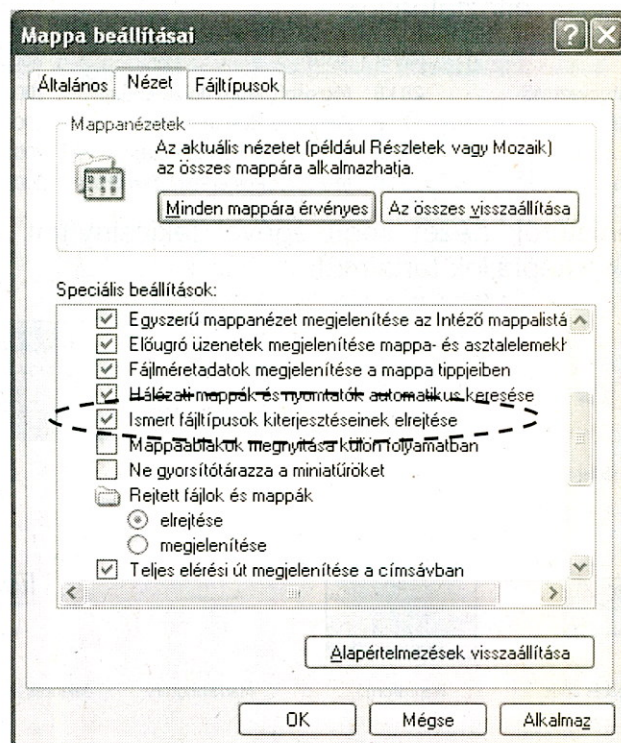 Mappa beállításai
Általános Nézet Fájltípusok
Mappanézetek
Az aktuális nézetet (például Részletek vagy Mozaik)
az összes mappára alkalmazhatja.
Minden mappára érvényes Az összes visszaállítása
Speciális beállítások:
Egyszerű mappanézet megjelenítése az Intéző mappalistá
Előugró üzenetek megjelenítése mappa- és asztalelemekh
Fájlméretadatok megjelenítése a mappa tippjeiben
Hálózati mappák és nyomtatók automatikus keresése
Ismert fájltípusok kiterjesztéseinek elrejtése
Mappaablakok megnyitása külön folyamatban
Ne gyorsítótárazza a miniatűröket
Rejtett fájlok és mappák
elrejtése
megjelenítése
Teljes elérési út megjelenítése a címsávban
Alapértelmezések visszaállítása
OK Mégse Alkalmaz